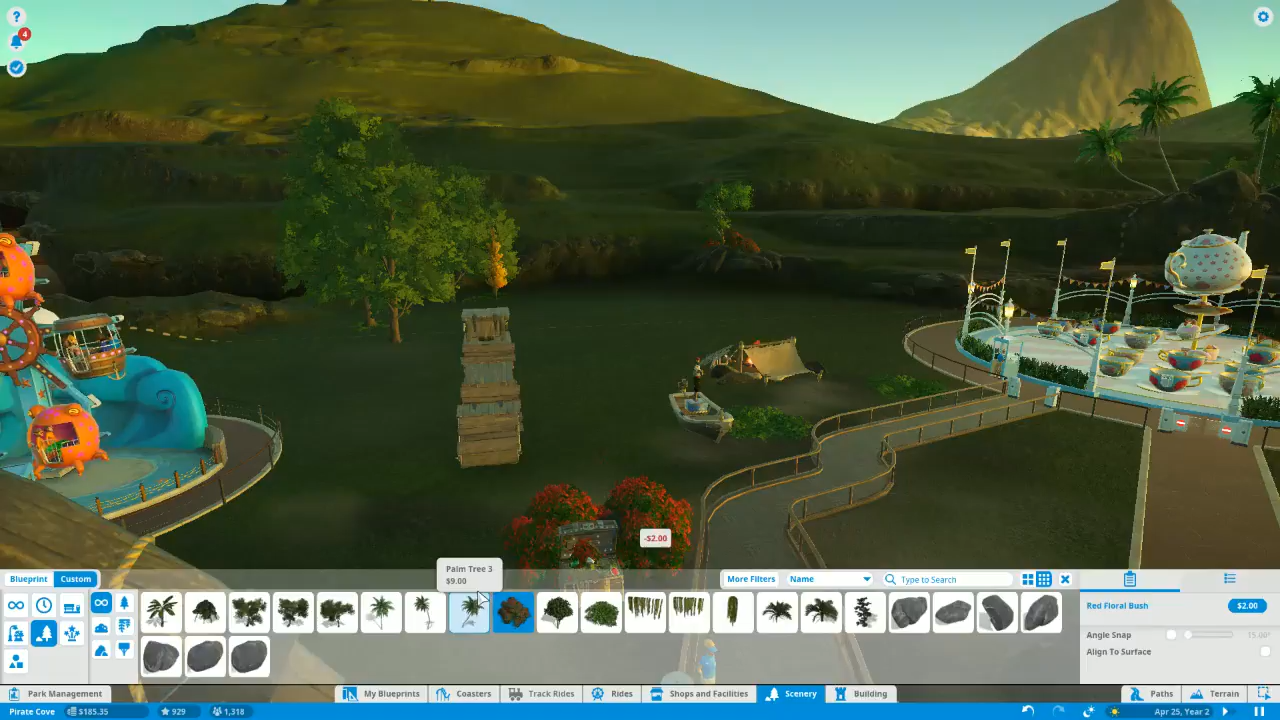 ?
4
-$2.00
Palm Tree 3
$9.00
Blueprint
Custom
More Filters
Name
Type to Search
Red Floral Bush
$2.00
Angle Snap
15.00°
Align To Surface
Park Management
My Blueprints
Coasters
Track Rides
Rides
Shops and Facilities
Scenery
Building
Paths
Terrain
Pirate Cove
$185.35
929
1,318
Apr 25, Year 2